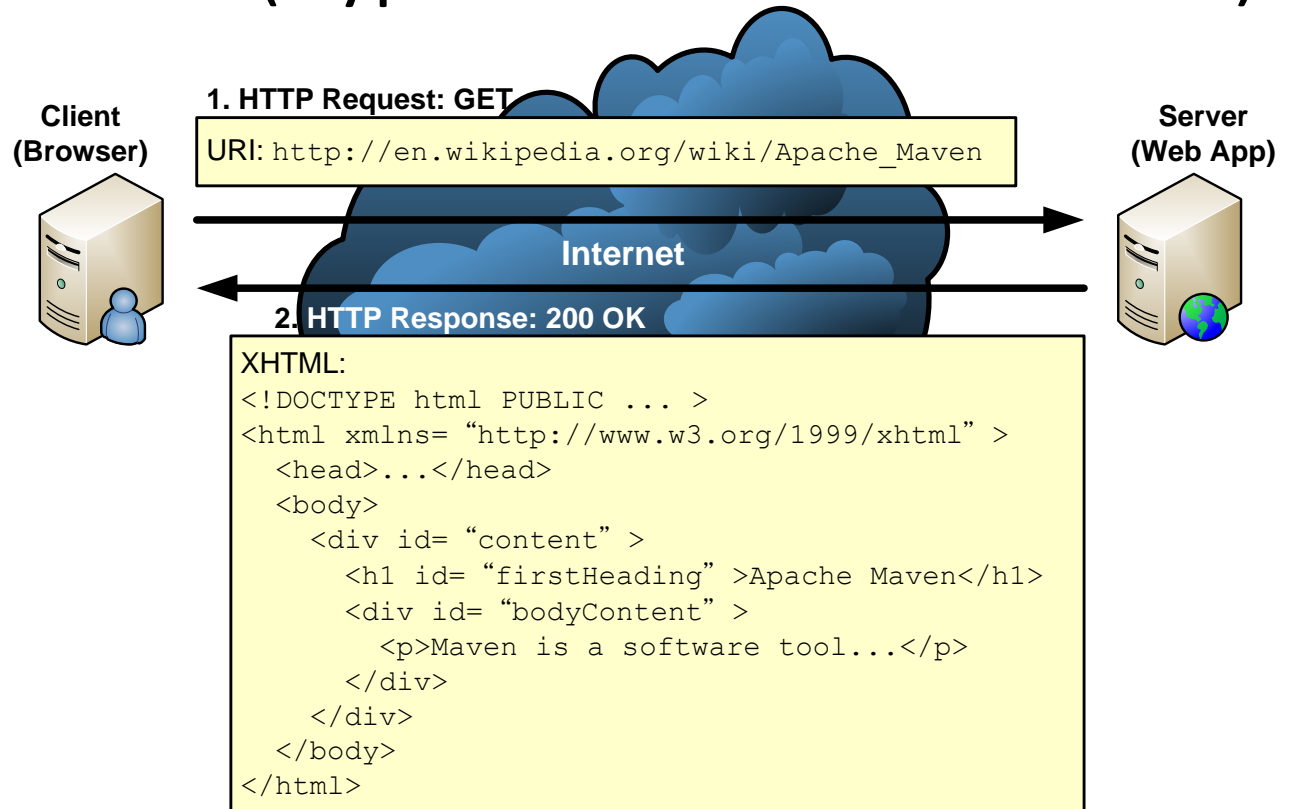 1. HTTP Request: GET
Client
(Browser)
URI: http://en.wikipedia.org/wiki/Apache_Maven
Server
(Web App)
Internet
2. HTTP Response: 200 OK
XHTML:
<!DOCTYPE html PUBLIC ... >
<html xmlns= “http://www.w3.org/1999/xhtml” >
  <head>...</head>
  <body>
    <div id= “content” >
      <h1 id= “firstHeading” >Apache Maven</h1>
      <div id= “bodyContent” >
        <p>Maven is a software tool...</p>
      </div>
    </div>
  </body>
</html>